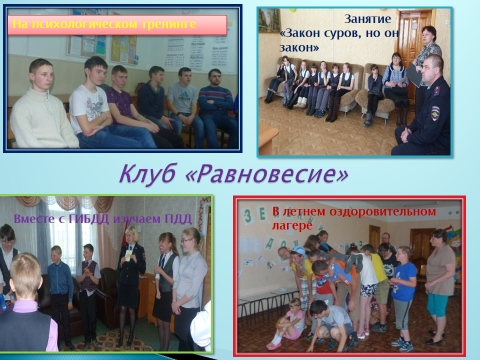 На психологическом тренинге
Занятие
«Закон суров, но он
закон»
Клуб «Равновесие»
Вместе с ГИБДД изучаем ПДД
В летнем оздоровительном
лагере